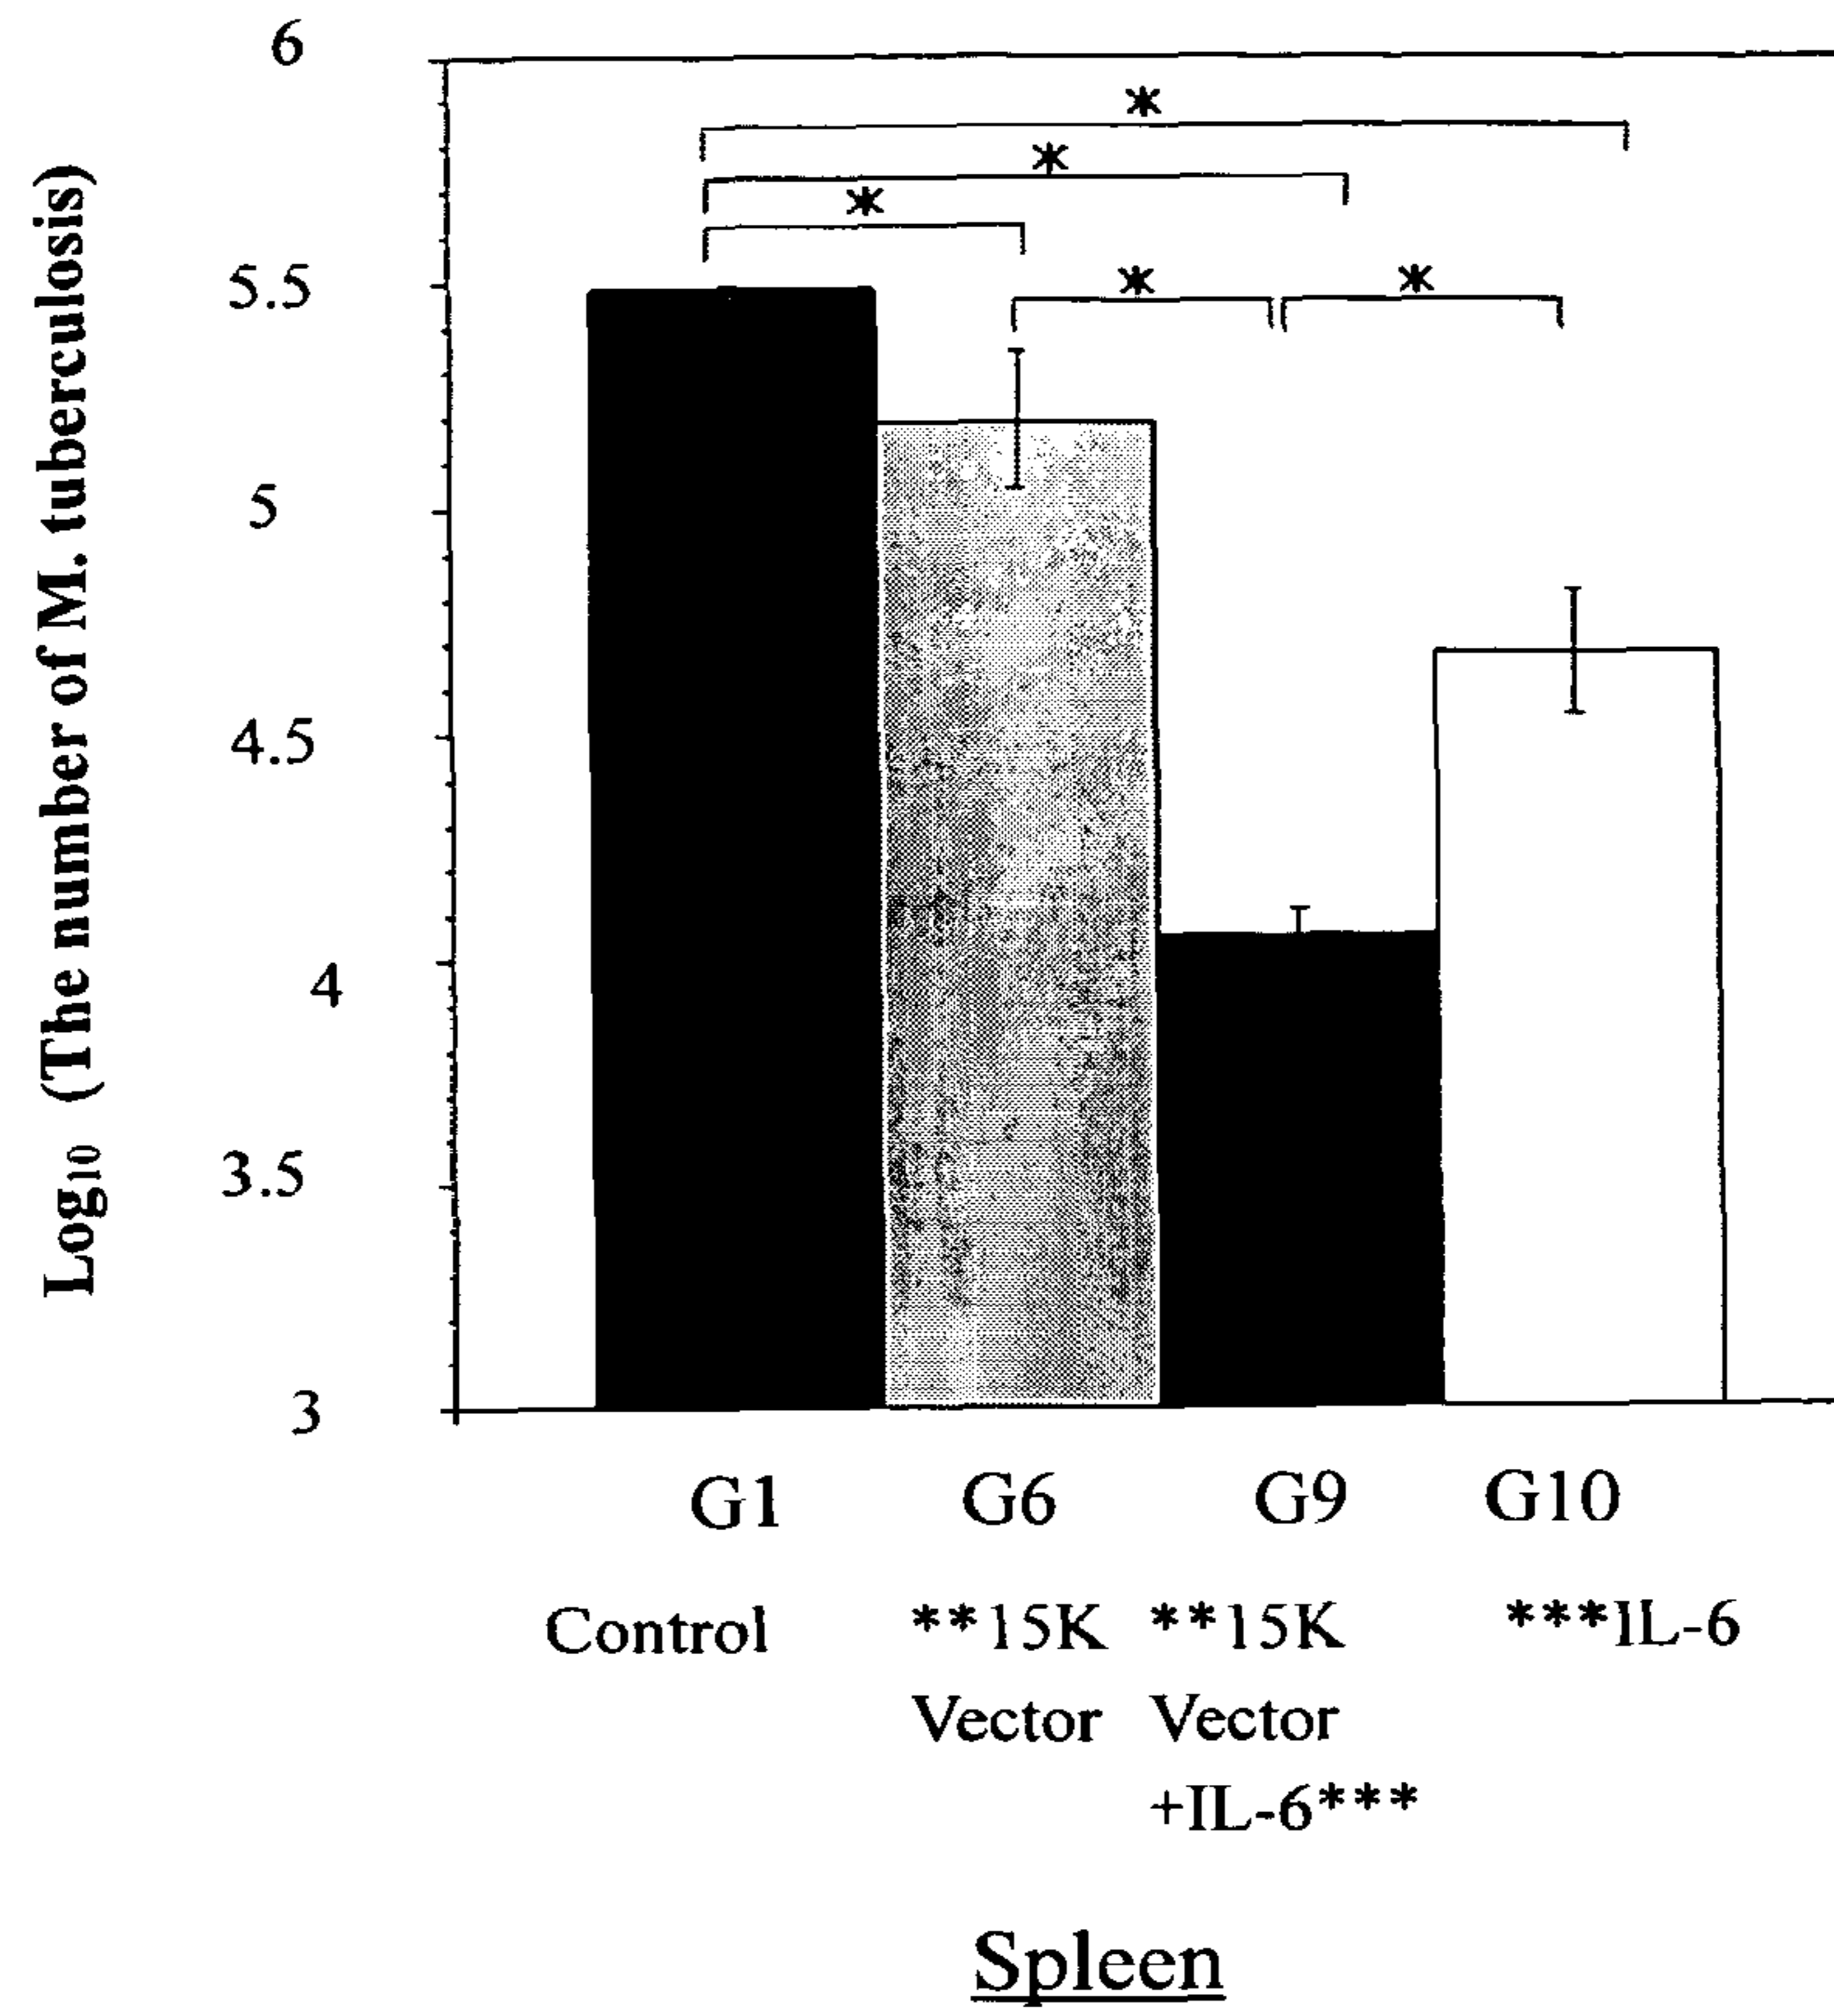 Log10 (The number of M. tuberculosis)
6
5.5
5
4.5
4
3.5
3
*
*
*
* *
G1 G6 G9 G10
Control **15K **15K ***IL-6
Vector Vector
+IL-6***
Spleen